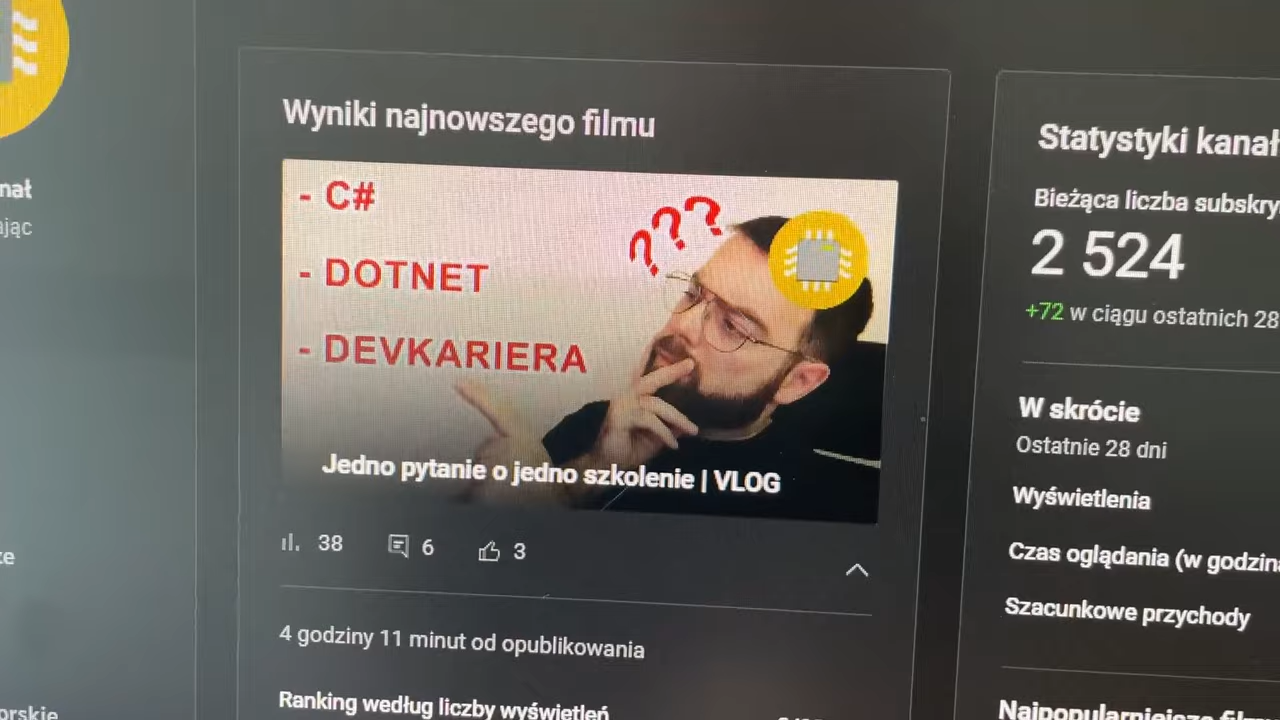 Wyniki najnowszego filmu
- C#
???
- DOTNET
- DEVKARIERA
Jedno pytanie o jedno szkolenie | VLOG
38 6 3
4 godziny 11 minut od opublikowania
Ranking według liczby wyświetleń
Statystyki kanał
Bieżąca liczba subskry
2 524
+72 w ciągu ostatnich 28
W skrócie
Ostatnie 28 dni
Wyświetlenia
Czas oglądania (w godzina
Szacunkowe przychody
Najpopularniejsze film